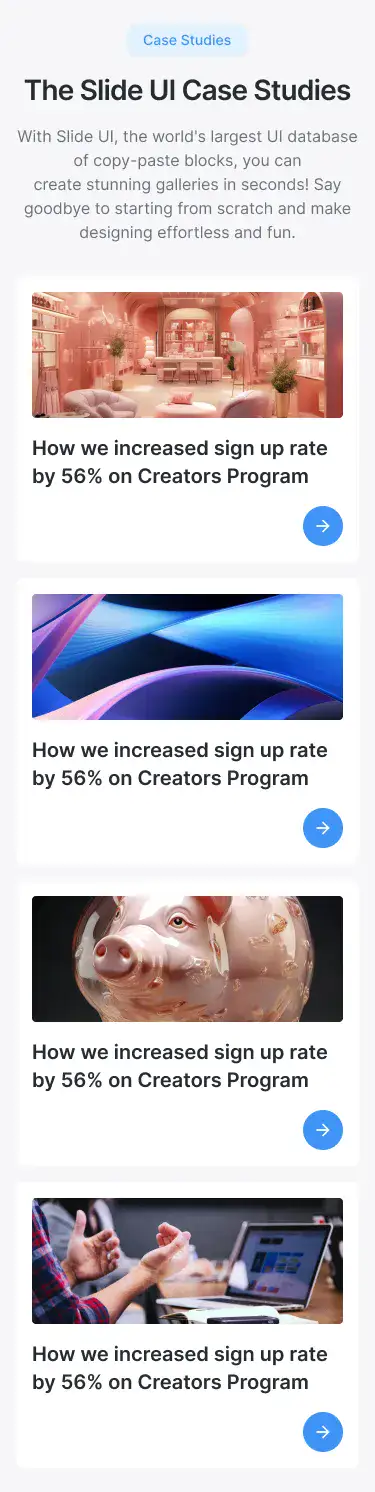 Case Studies
The Slide UI Case Studies
With Slide UI, the world's largest UI database
of copy-paste blocks, you can
create stunning galleries in seconds! Say
goodbye to starting from scratch and make
designing effortless and fun.
How we increased sign up rate
by 56% on Creators Program
How we increased sign up rate
by 56% on Creators Program
How we increased sign up rate
by 56% on Creators Program
How we increased sign up rate
by 56% on Creators Program